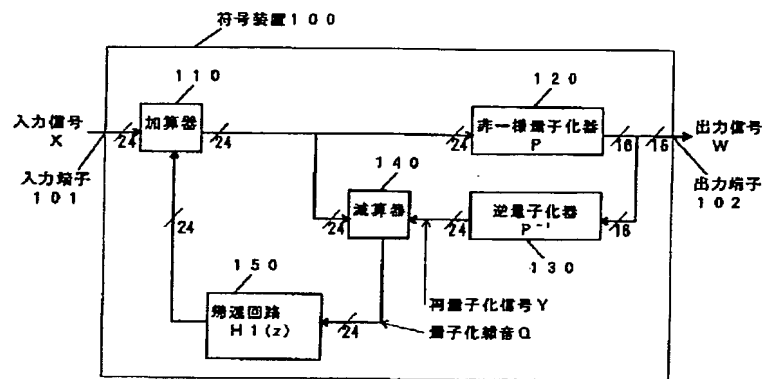 符号装置100
110
120
入力信号
X
24
加算器
24
24
非一様量子化器
P
16
16
出力信号
W
入力端子
101
140
出力端子
102
24
24
減算器
24
逆量子化器
P⁻¹
16
130
150
再量子化信号Y
帰還回路
H1(z)
24
量子化雑音Q